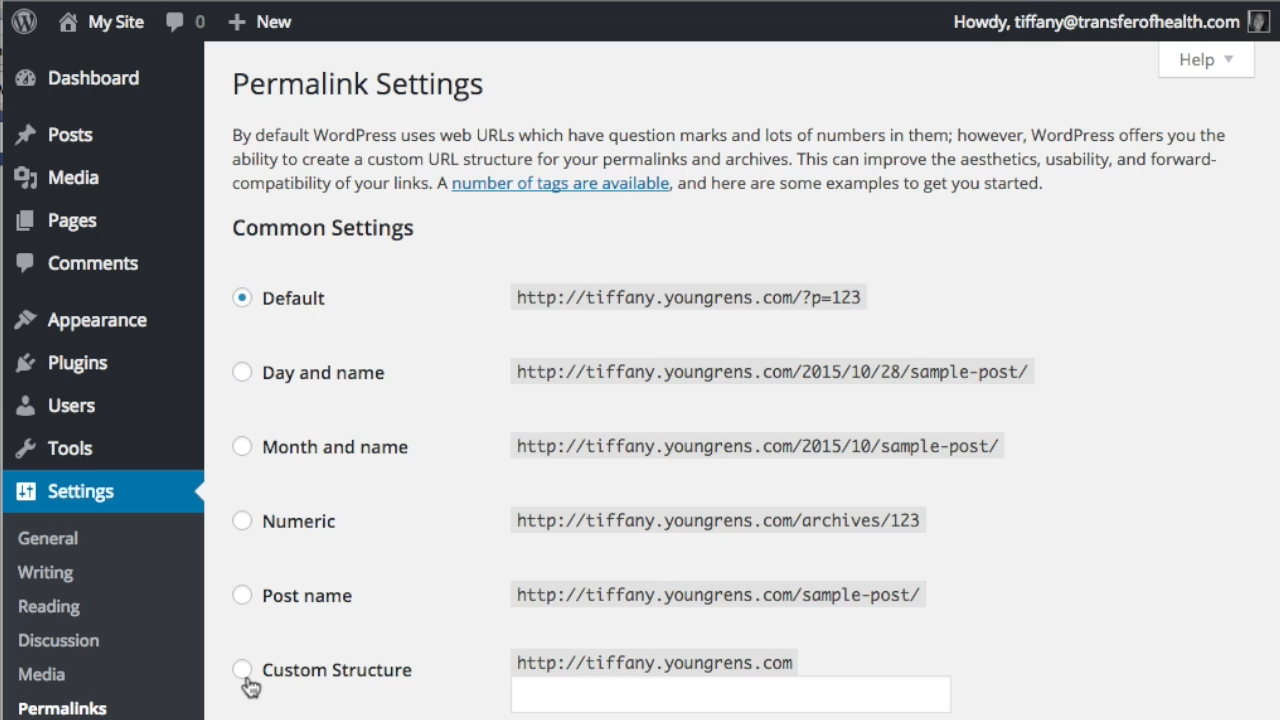 My Site
0
New
Howdy, tiffany@transferofhealth.com
Help
Dashboard
Posts
Media
Pages
Comments
Appearance
Plugins
Users
Tools
Settings
General
Writing
Reading
Discussion
Media
Permalinks
Permalink Settings
By default WordPress uses web URLs which have question marks and lots of numbers in them; however, WordPress offers you the
ability to create a custom URL structure for your permalinks and archives. This can improve the aesthetics, usability, and forward-
compatibility of your links. A number of tags are available, and here are some examples to get you started.
Common Settings
Default http://tiffany.youngrens.com/?p=123
Day and name http://tiffany.youngrens.com/2015/10/28/sample-post/
Month and name http://tiffany.youngrens.com/2015/10/sample-post/
Numeric http://tiffany.youngrens.com/archives/123
Post name http://tiffany.youngrens.com/sample-post/
Custom Structure http://tiffany.youngrens.com